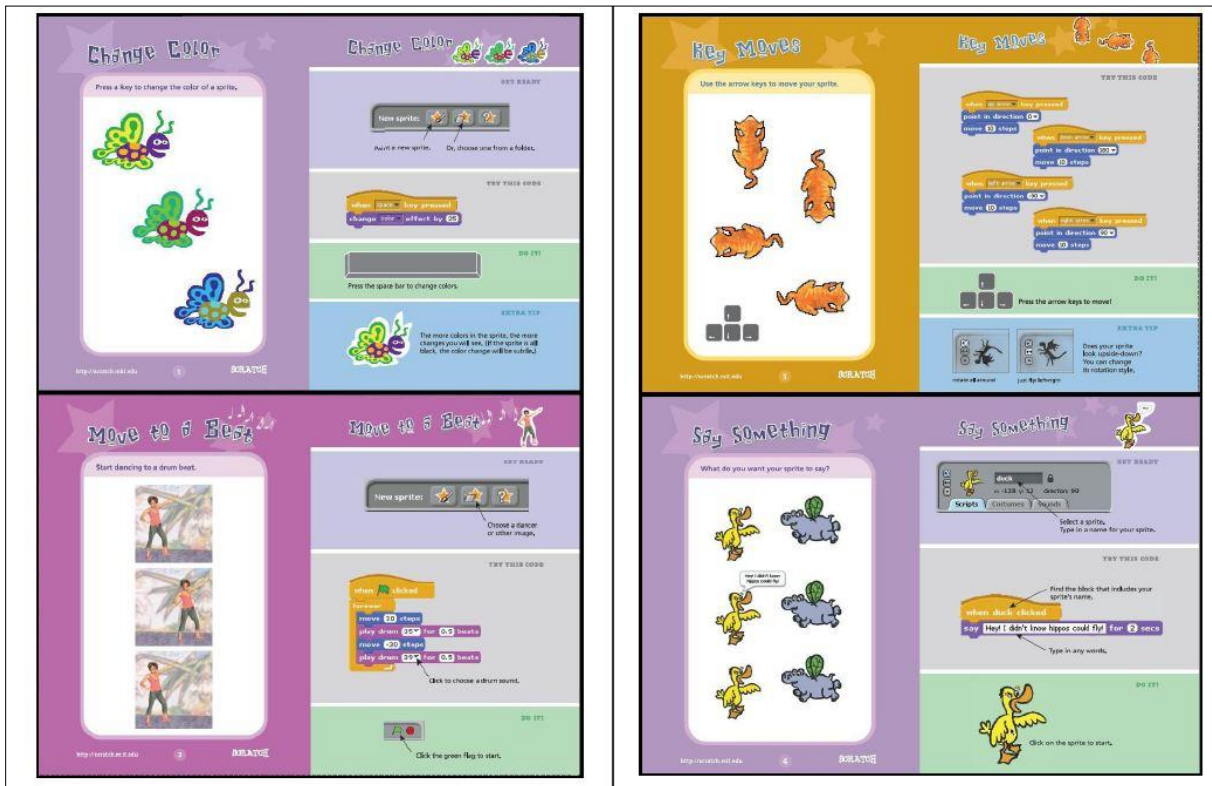 Change Color
Press a key to change the color of a sprite.
http://scratch.mit.edu
1
SCRATCH
Change Color
GET READY
New sprite:
Paint a new sprite.
Or, choose one from a folder.
TRY THIS CODE
when space key pressed
change color effect by 25
DO IT!
Press the space bar to change colors.
EXTRA TIP
The more colors in the sprite, the more
changes you will see. (If the sprite is all
black, the color change will be subtle.)
Move to a Beat
Start dancing to a drum beat.
http://scratch.mit.edu
SCRATCH
Move to a Beat
GET READY
New sprite:
Choose a dancer
or other image.
TRY THIS CODE
when clicked
forever
move 30 steps
play drum 35 for 0.5 beats
move -30 steps
play drum 39 for 0.5 beats
Click to choose a drum sound.
DO IT!
Click the green flag to start.
Key Moves
Use the arrow keys to move your sprite.
http://scratch.mit.edu
SCRATCH
Key Moves
TRY THIS CODE
when up arrow key pressed
point in direction 0
move 10 steps
when down arrow key pressed
point in direction 180
move 10 steps
when left arrow key pressed
point in direction -90
move 10 steps
when right arrow key pressed
point in direction 90
move 10 steps
DO IT!
Press the arrow keys to move!
EXTRA TIP
Does your sprite
look upside-down?
You can change
its rotation style.
rotate all around
just flip left-right
Say Something
What do you want your sprite to say?
Hey! I didn't know
hippos could fly!
http://scratch.mit.edu
4
SCRATCH
Say Something
GET READY
duck
direction: 90
Scripts Costumes Sounds
Select a sprite.
Type in a name for your sprite.
TRY THIS CODE
Find the block that includes your
sprite's name.
when duck clicked
say Hey! I didn't know hippos could fly! for 2 secs
Type in any words.
DO IT!
Click on the sprite to start.